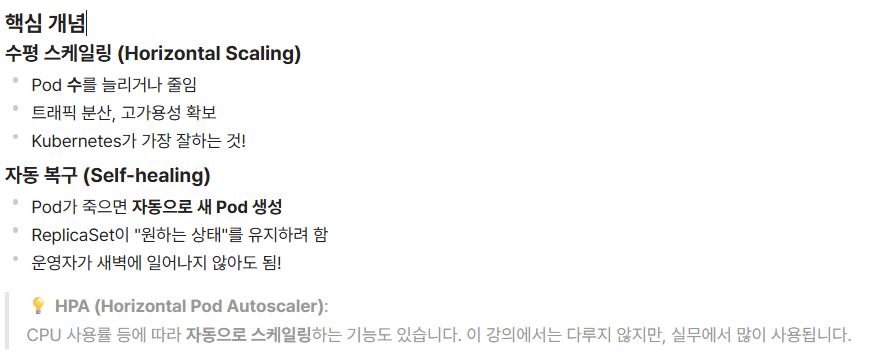 핵심 개념
수평 스케일링 (Horizontal Scaling)
Pod 수를 늘리거나 줄임
트래픽 분산, 고가용성 확보
Kubernetes가 가장 잘하는 것!
자동 복구 (Self-healing)
Pod가 죽으면 자동으로 새 Pod 생성
ReplicaSet이 "원하는 상태"를 유지하려 함
운영자가 새벽에 일어나지 않아도 됨!
💡 HPA (Horizontal Pod Autoscaler):
CPU 사용률 등에 따라 자동으로 스케일링하는 기능도 있습니다. 이 강의에서는 다루지 않지만, 실무에서 많이 사용됩니다.